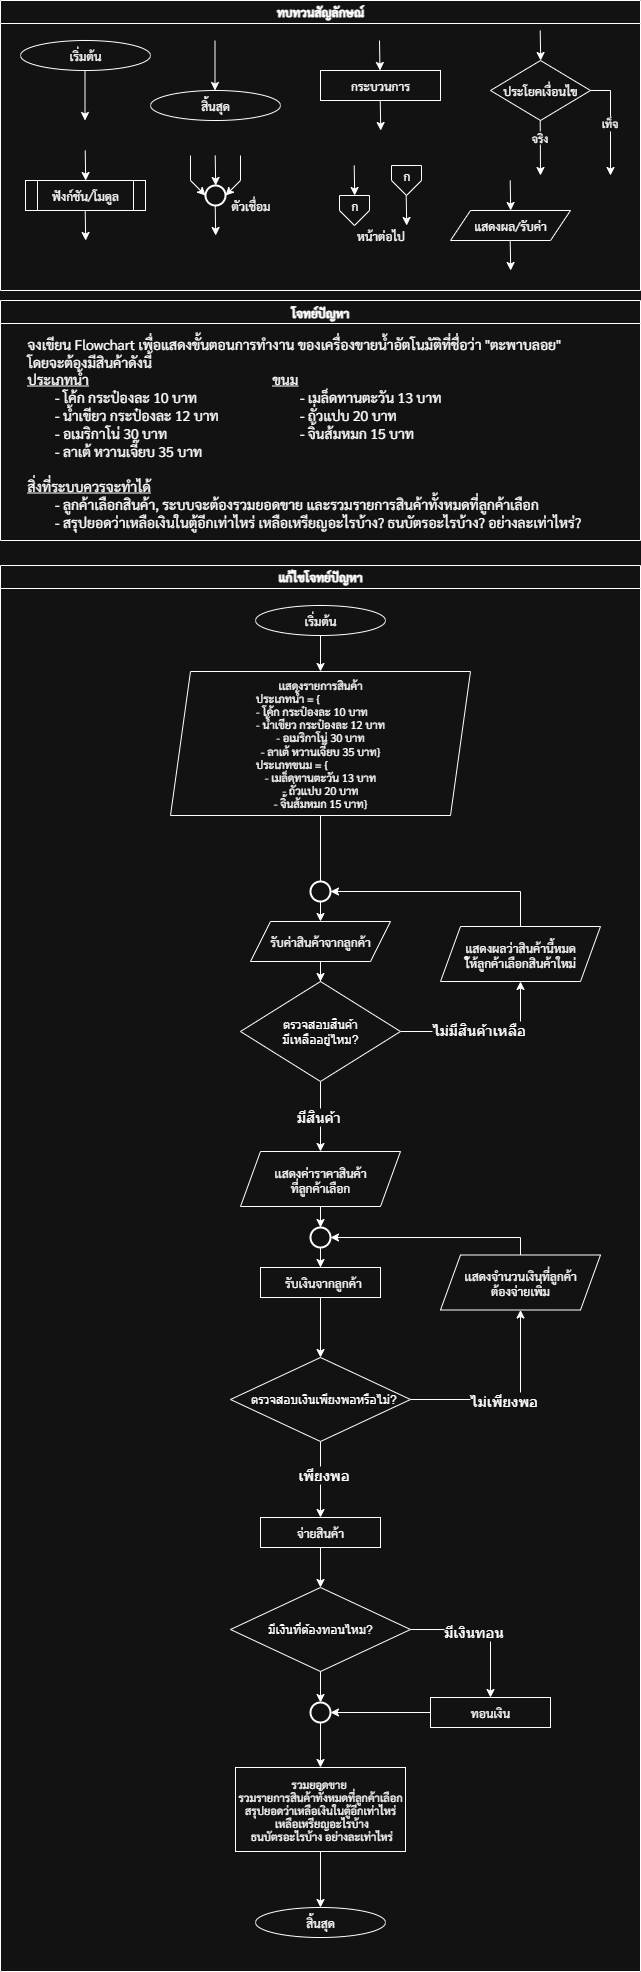 ทบทวนสัญลักษณ์
เริ่มต้น
สิ้นสุด
กระบวนการ
ประโยคเงื่อนไข
เท็จ
จริง
ฟังก์ชัน/โมดูล
ตัวเชื่อม
ก
ก
หน้าต่อไป
แสดงผล/รับค่า
โจทย์ปัญหา
จงเขียน Flowchart เพื่อแสดงขั้นตอนการทำงาน ของเครื่องขายน้ำอัตโนมัติที่ชื่อว่า "ตะพาบลอย"
โดยจะต้องมีสินค้าดังนี้
ประเภทน้ำ ขนม
- โค้ก กระป๋องละ 10 บาท - เมล็ดทานตะวัน 13 บาท
- น้ำเขียว กระป๋องละ 12 บาท - ถั่วแปบ 20 บาท
- อเมริกาโน่ 30 บาท - จิ้นส้มหมก 15 บาท
- ลาเต้ หวานเจี๊ยบ 35 บาท
สิ่งที่ระบบควรจะทำได้
- ลูกค้าเลือกสินค้า, ระบบจะต้องรวมยอดขาย และรวมรายการสินค้าทั้งหมดที่ลูกค้าเลือก
- สรุปยอดว่าเหลือเงินในตู้อีกเท่าไหร่ เหลือเหรียญอะไรบ้าง? ธนบัตรอะไรบ้าง? อย่างละเท่าไหร่?
แก้ไขโจทย์ปัญหา
เริ่มต้น
แสดงรายการสินค้า
ประเภทน้ำ = {
- โค้ก กระป๋องละ 10 บาท
- น้ำเขียว กระป๋องละ 12 บาท
- อเมริกาโน่ 30 บาท
- ลาเต้ หวานเจี๊ยบ 35 บาท}
ประเภทขนม = {
- เมล็ดทานตะวัน 13 บาท
- ถั่วแปบ 20 บาท
- จิ้นส้มหมก 15 บาท}
รับค่าสินค้าจากลูกค้า
แสดงผลว่าสินค้านี้หมด
ให้ลูกค้าเลือกสินค้าใหม่
ตรวจสอบสินค้า
มีเหลืออยู่ไหม?
ไม่มีสินค้าเหลือ
มีสินค้า
แสดงค่าราคาสินค้า
ที่ลูกค้าเลือก
รับเงินจากลูกค้า
แสดงจำนวนเงินที่ลูกค้า
ต้องจ่ายเพิ่ม
ตรวจสอบเงินเพียงพอหรือไม่?
ไม่เพียงพอ
เพียงพอ
จ่ายสินค้า
มีเงินที่ต้องทอนไหม?
มีเงินทอน
ทอนเงิน
รวมยอดขาย
รวมรายการสินค้าทั้งหมดที่ลูกค้าเลือก
สรุปยอดว่าเหลือเงินในตู้อีกเท่าไหร่
เหลือเหรียญอะไรบ้าง
ธนบัตรอะไรบ้าง อย่างละเท่าไหร่
สิ้นสุด